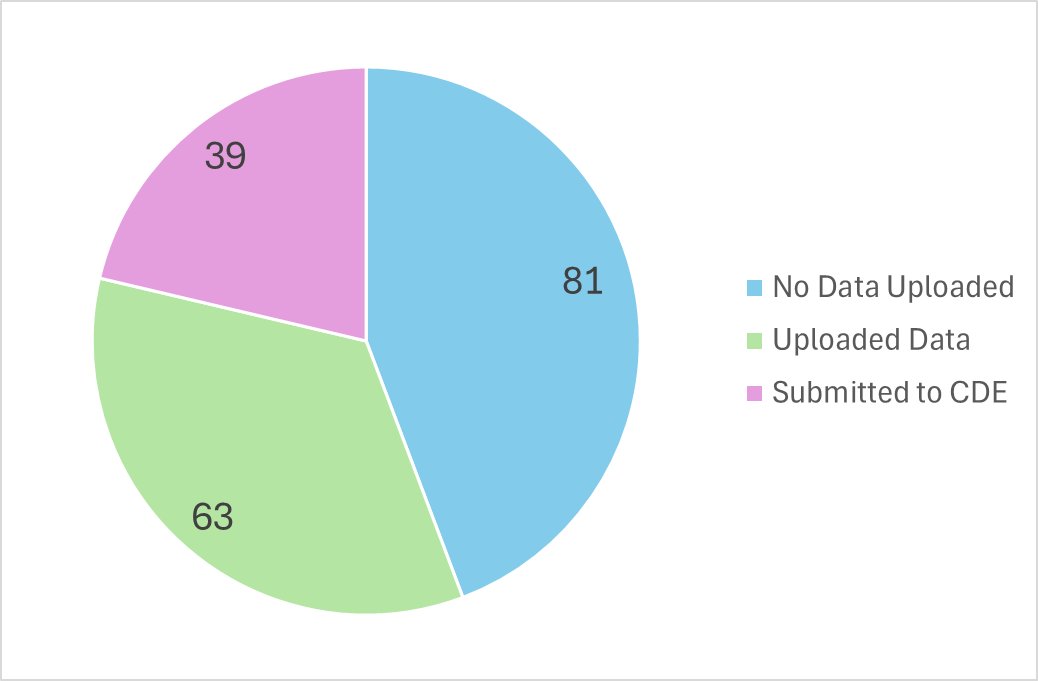 39
81
63
No Data Uploaded
Uploaded Data
Submitted to CDE